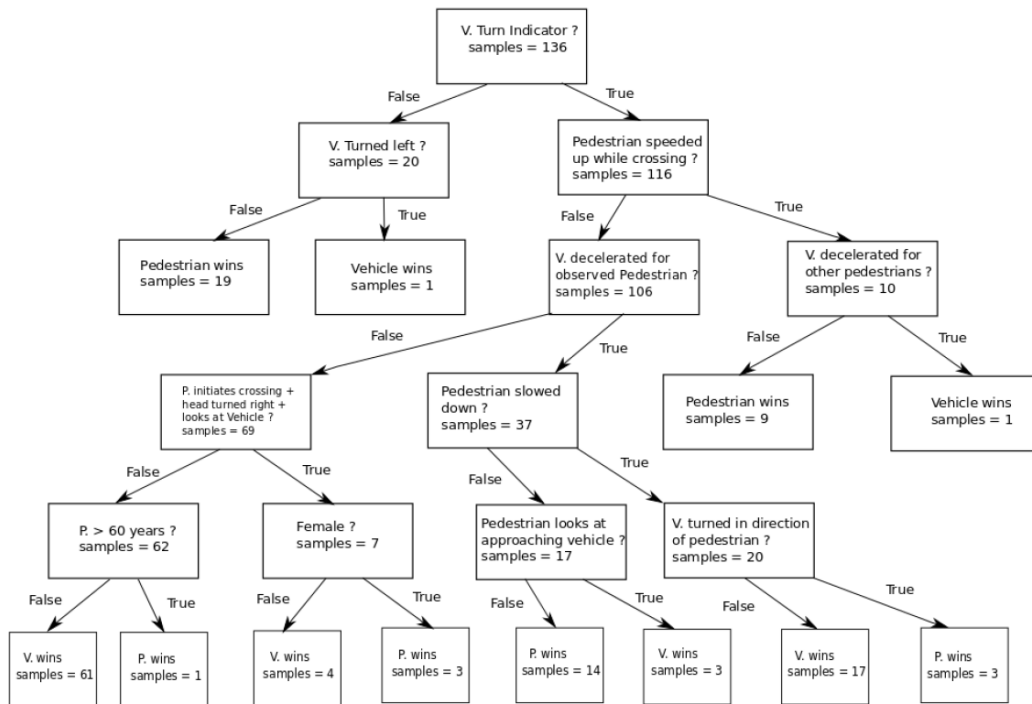 V. Turn Indicator ?
samples = 136
False
True
V. Turned left ?
samples = 20
Pedestrian speeded
up while crossing ?
samples = 116
False
True
False
True
Pedestrian wins
samples = 19
Vehicle wins
samples = 1
V. decelerated for
observed Pedestrian ?
samples = 106
V. decelerated for
other pedestrians ?
samples = 10
False
True
False
True
P. initiates crossing +
head turned right +
looks at Vehicle ?
samples = 69
Pedestrian slowed
down ?
samples = 37
Pedestrian wins
samples = 9
Vehicle wins
samples = 1
False
True
False
True
P. > 60 years ?
samples = 62
Female ?
samples = 7
Pedestrian looks at
approaching vehicle ?
samples = 17
V. turned in direction
of pedestrian ?
samples = 20
False
True
False
True
False
True
False
True
V. wins
samples = 61
P. wins
samples = 1
V. wins
samples = 4
P. wins
samples = 3
P. wins
samples = 14
V. wins
samples = 3
V. wins
samples = 17
P. wins
samples = 3